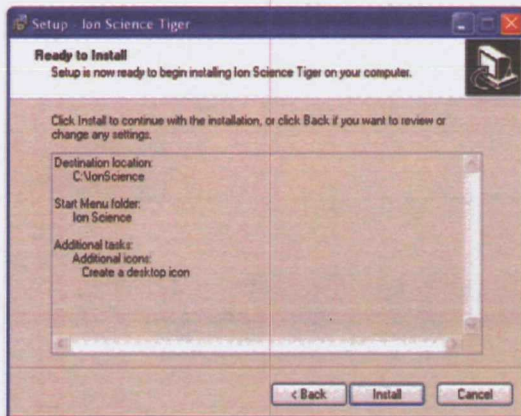 Setup - Ion Science Tiger
Ready to Install
Setup is now ready to begin installing Ion Science Tiger on your computer.
Click Install to continue with the installation, or click Back if you want to review or
change any settings.
Destination location:
C:\IonScience
Start Menu folder:
Ion Science
Additional tasks:
Additional icons:
Create a desktop icon
< Back
Install
Cancel